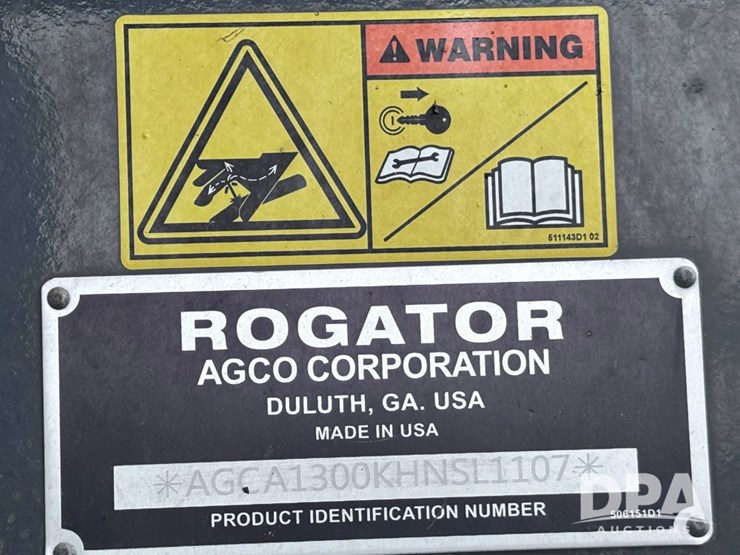 WARNING
511143D1 02
ROGATOR
AGCO CORPORATION
DULUTH, GA. USA
MADE IN USA
*AGCA1300KHNSL1107*
PRODUCT IDENTIFICATION NUMBER
506151D1
DPA
AUCTIONS